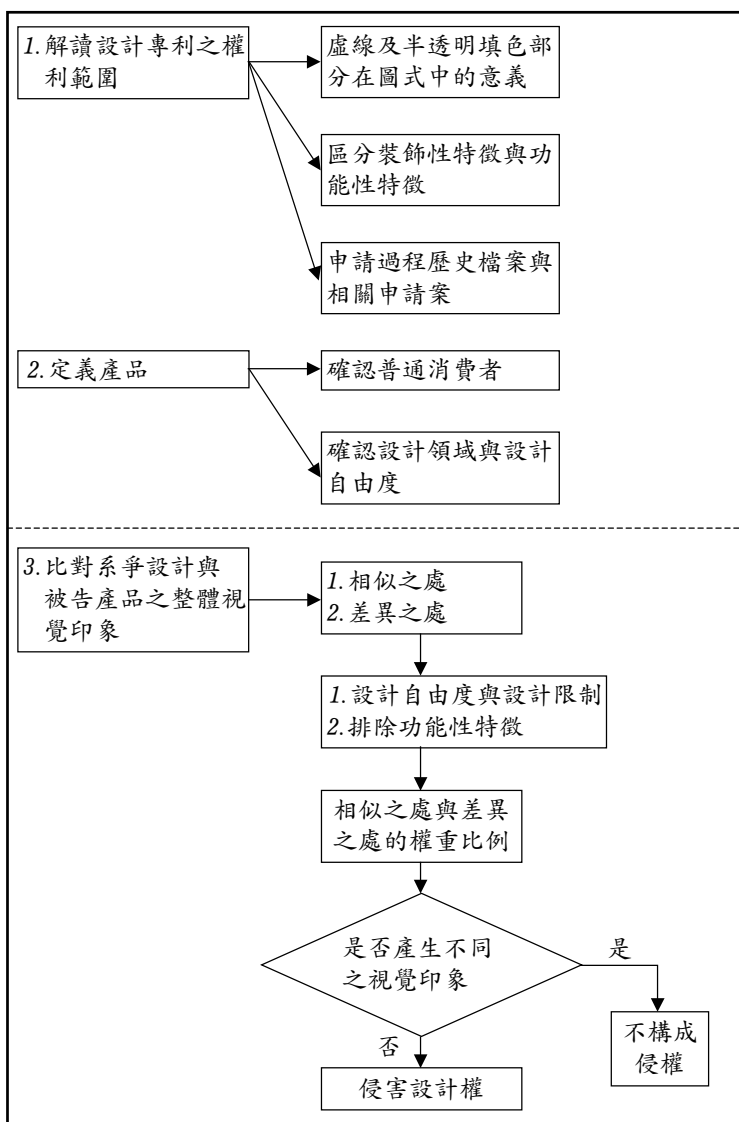 1.解讀設計專利之權
利範圍
虛線及半透明填色部
分在圖式中的意義
區分裝飾性特徵與功
能性特徵
申請過程歷史檔案與
相關申請案
2.定義產品
確認普通消費者
確認設計領域與設計
自由度
3.比對系爭設計與
被告產品之整體視
覺印象
1.相似之處
2.差異之處
1.設計自由度與設計限制
2.排除功能性特徵
相似之處與差異
之處的權重比例
是否產生不同
之視覺印象
是
不構成
侵權
否
侵害設計權